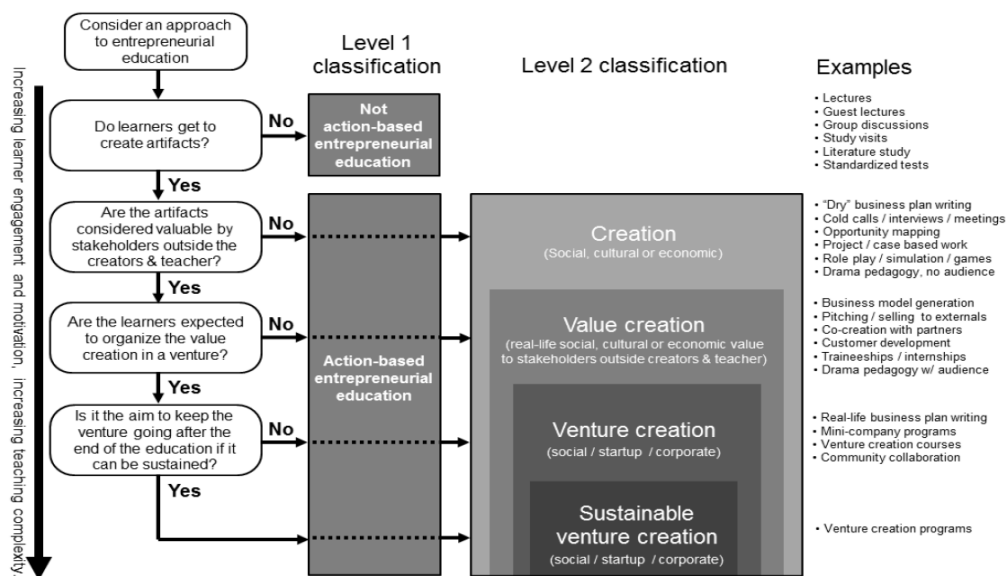 Consider an approach
to entrepreneurial
education
Level 1
classification
Level 2 classification
Examples
Increasing learner engagement and motivation, increasing teaching complexity.
Do learners get to
create artifacts?
No
Not
action-based
entrepreneurial
education
• Lectures
• Guest lectures
• Group discussions
• Study visits
• Literature study
• Standardized tests
Yes
Are the artifacts
considered valuable by
stakeholders outside the
creators & teacher?
No
Creation
(Social, cultural or economic)
• “Dry” business plan writing
• Cold calls / interviews / meetings
• Opportunity mapping
• Project / case based work
• Role play / simulation / games
• Drama pedagogy, no audience
Yes
Are the learners expected
to organize the value
creation in a venture?
No
Action-based
entrepreneurial
education
Value creation
(real-life social, cultural or economic value
to stakeholders outside creators & teacher)
• Business model generation
• Pitching / selling to externals
• Co-creation with partners
• Customer development
• Traineeships / internships
• Drama pedagogy w/ audience
Yes
Is it the aim to keep the
venture going after the
end of the education if it
can be sustained?
No
Venture creation
(social / startup / corporate)
• Real-life business plan writing
• Mini-company programs
• Venture creation courses
• Community collaboration
Yes
Sustainable
venture creation
(social / startup / corporate)
• Venture creation programs